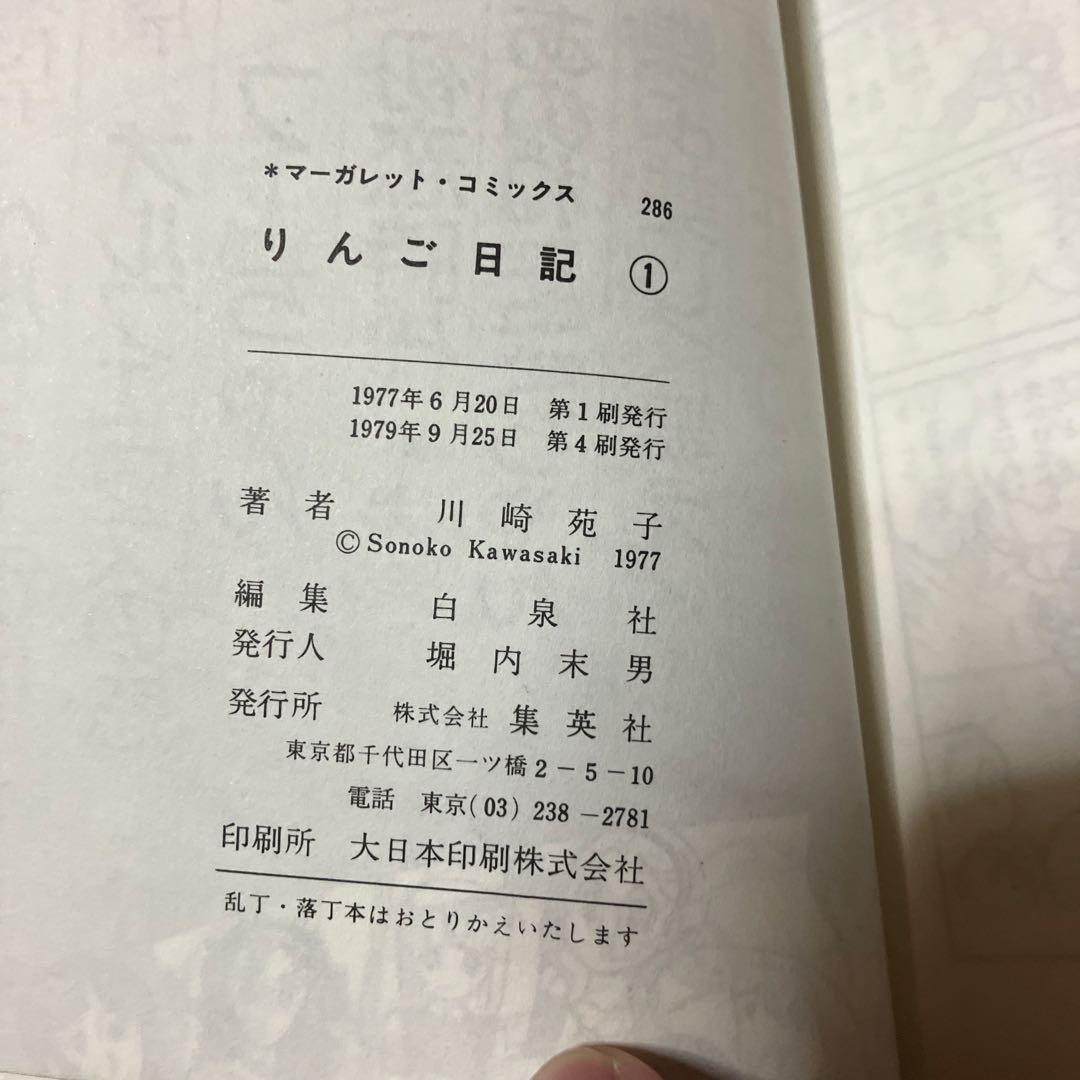 *マーガレット・コミックス 286
りんご日記 ①
1977年6月20日 第1刷発行
1979年9月25日 第4刷発行
著者 川崎苑子
©Sonoko Kawasaki 1977
編集 白泉社
発行人 堀内末男
発行所 株式会社 集英社
東京都千代田区一ツ橋2-5-10
電話 東京(03) 238-2781
印刷所 大日本印刷株式会社
乱丁・落丁本はおとりかえいたします